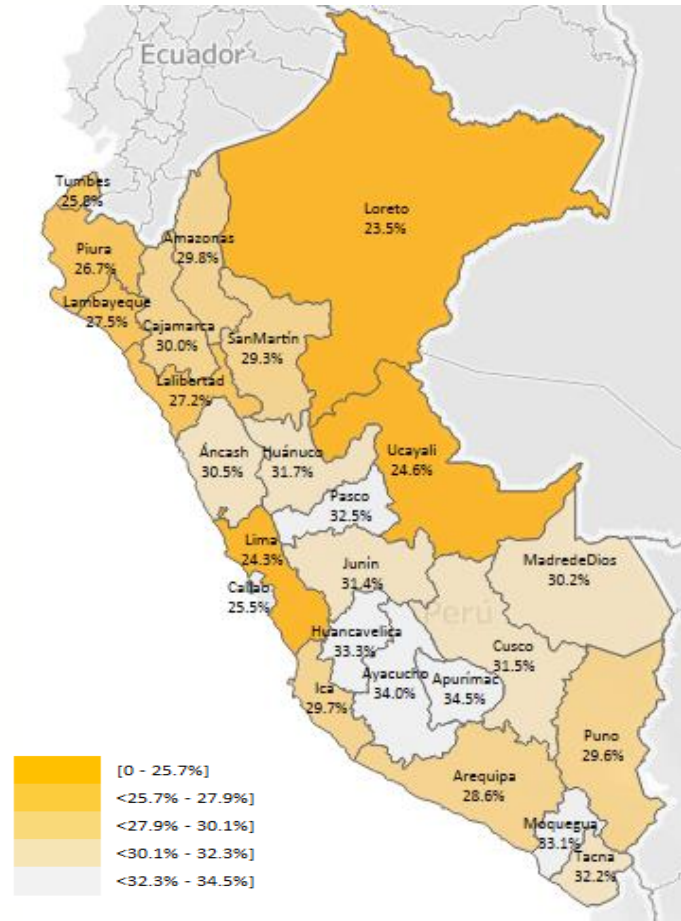 Ecuador
Tumbes
25.8%
Loreto
23.5%
Amazonas
29.8%
Piura
26.7%
Lambayeque
27.5%
Cajamarca
30.0%
SanMartín
29.3%
Lalibertad
27.2%
Áncash
30.5%
Huánuco
31.7%
Ucayali
24.6%
Pasco
32.5%
Lima
24.3%
Junín
31.4%
MadredeDios
30.2%
Callao
25.5%
Perú
Huancavelica
33.3%
Cusco
31.5%
Ayacucho
34.0%
Apurímac
34.5%
Ica
29.7%
Puno
29.6%
Arequipa
28.6%
Moquegua
33.1%
Tacna
32.2%
[0 - 25.7%]
<25.7% - 27.9%]
<27.9% - 30.1%]
<30.1% - 32.3%]
<32.3% - 34.5%]